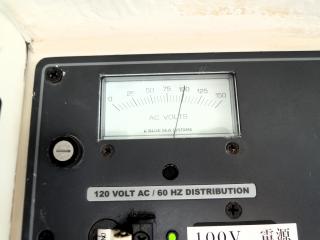 0 25 50 75 100 125 150
AC VOLTS
BLUE SEA SYSTEMS
120 VOLT AC / 60 HZ DISTRIBUTION
100V 電源